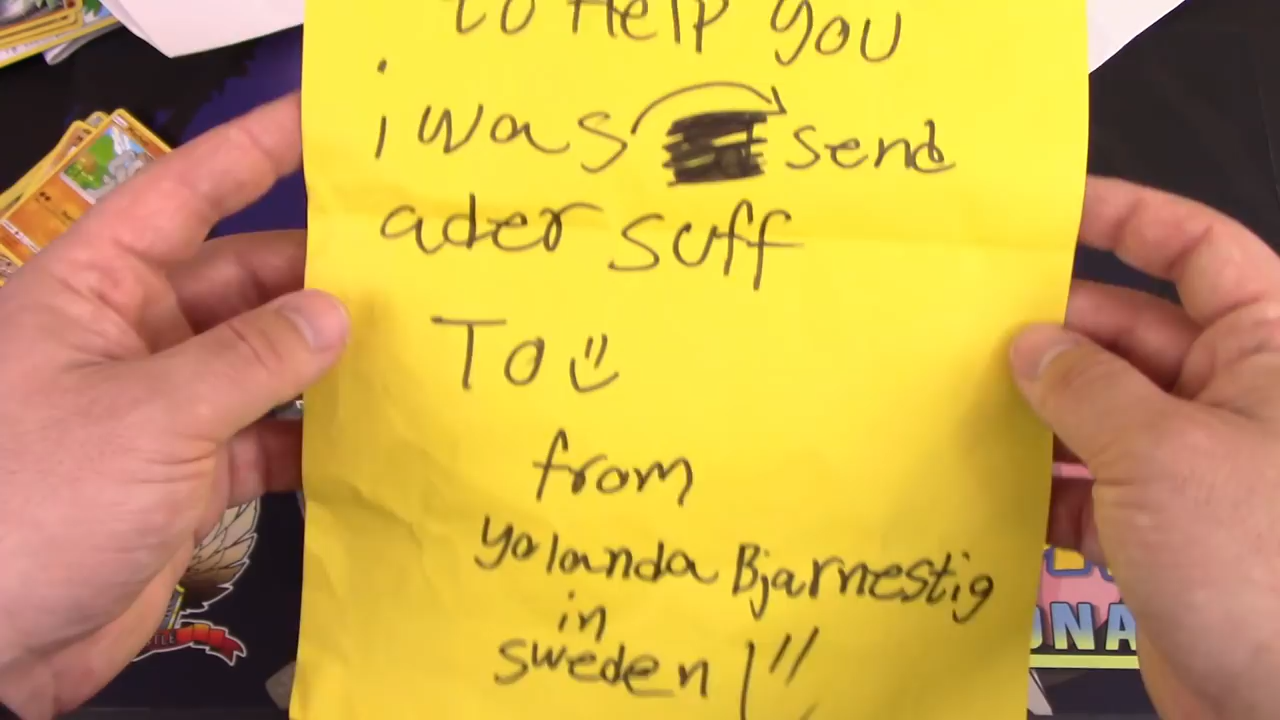 to Help you
i was send
ader suff
To
from
yolanda Bjarnestig
in
sweden